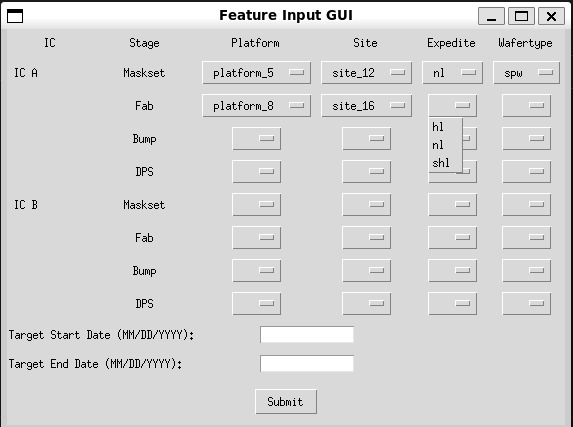 Feature Input GUI
IC Stage Platform Site Expedite Wafertype
IC A Maskset platform_5 site_12 nl spw
Fab platform_8 site_16
hl
Bump
nl
shl
DPS
IC B Maskset
Fab
Bump
DPS
Target Start Date (MM/DD/YYYY):
Target End Date (MM/DD/YYYY):
Submit